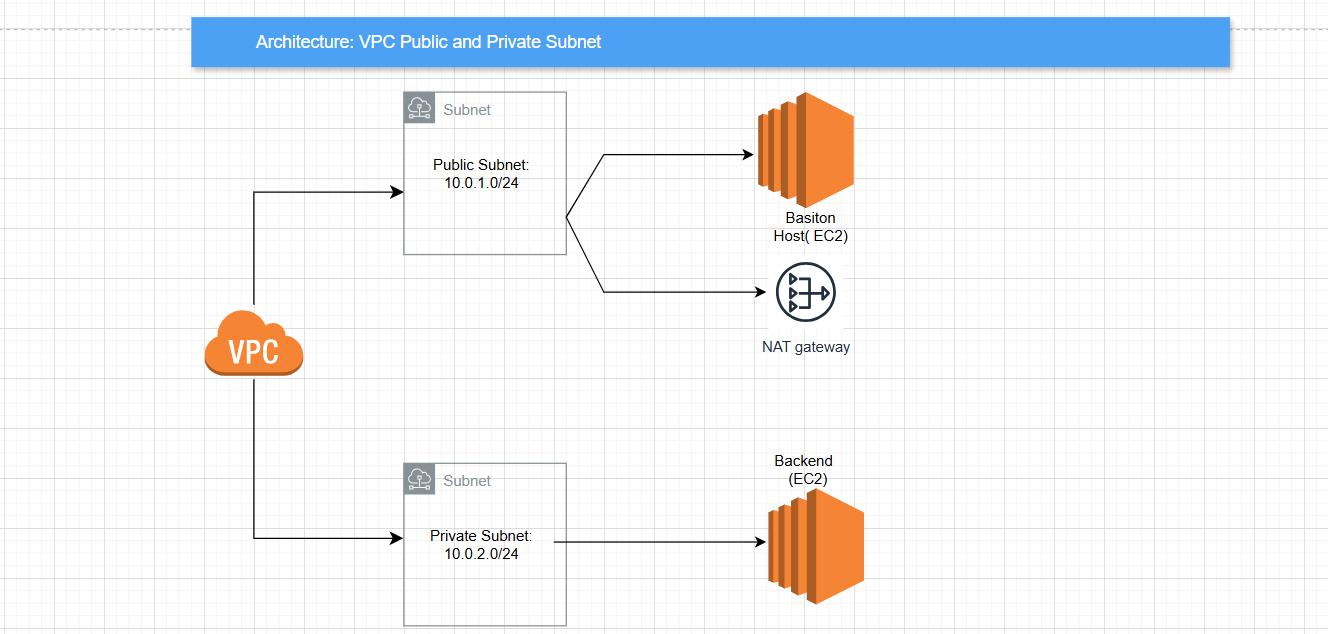 Architecture: VPC Public and Private Subnet
Subnet
Public Subnet:
10.0.1.0/24
Basiton
Host( EC2)
NAT gateway
VPC
Subnet
Private Subnet:
10.0.2.0/24
Backend
(EC2)